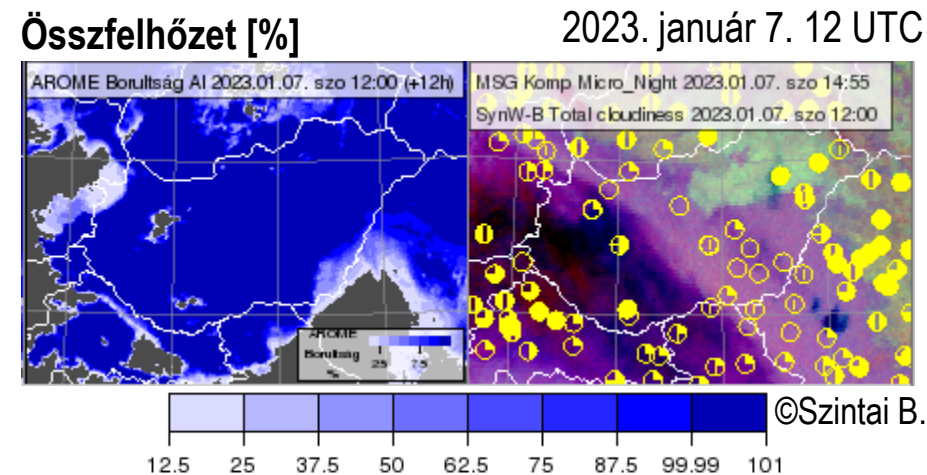 Összfelhőzet [%]
2023. január 7. 12 UTC
AROME Borultság AI 2023.01.07. szo 12:00 (+12h)
MSG Komp Micro_Night 2023.01.07. szo 14:55
SynW-B Total cloudiness 2023.01.07. szo 12:00
AROME
Borultság
%
25 75
©Szintai B.
12.5 25 37.5 50 62.5 75 87.5 99.99 101